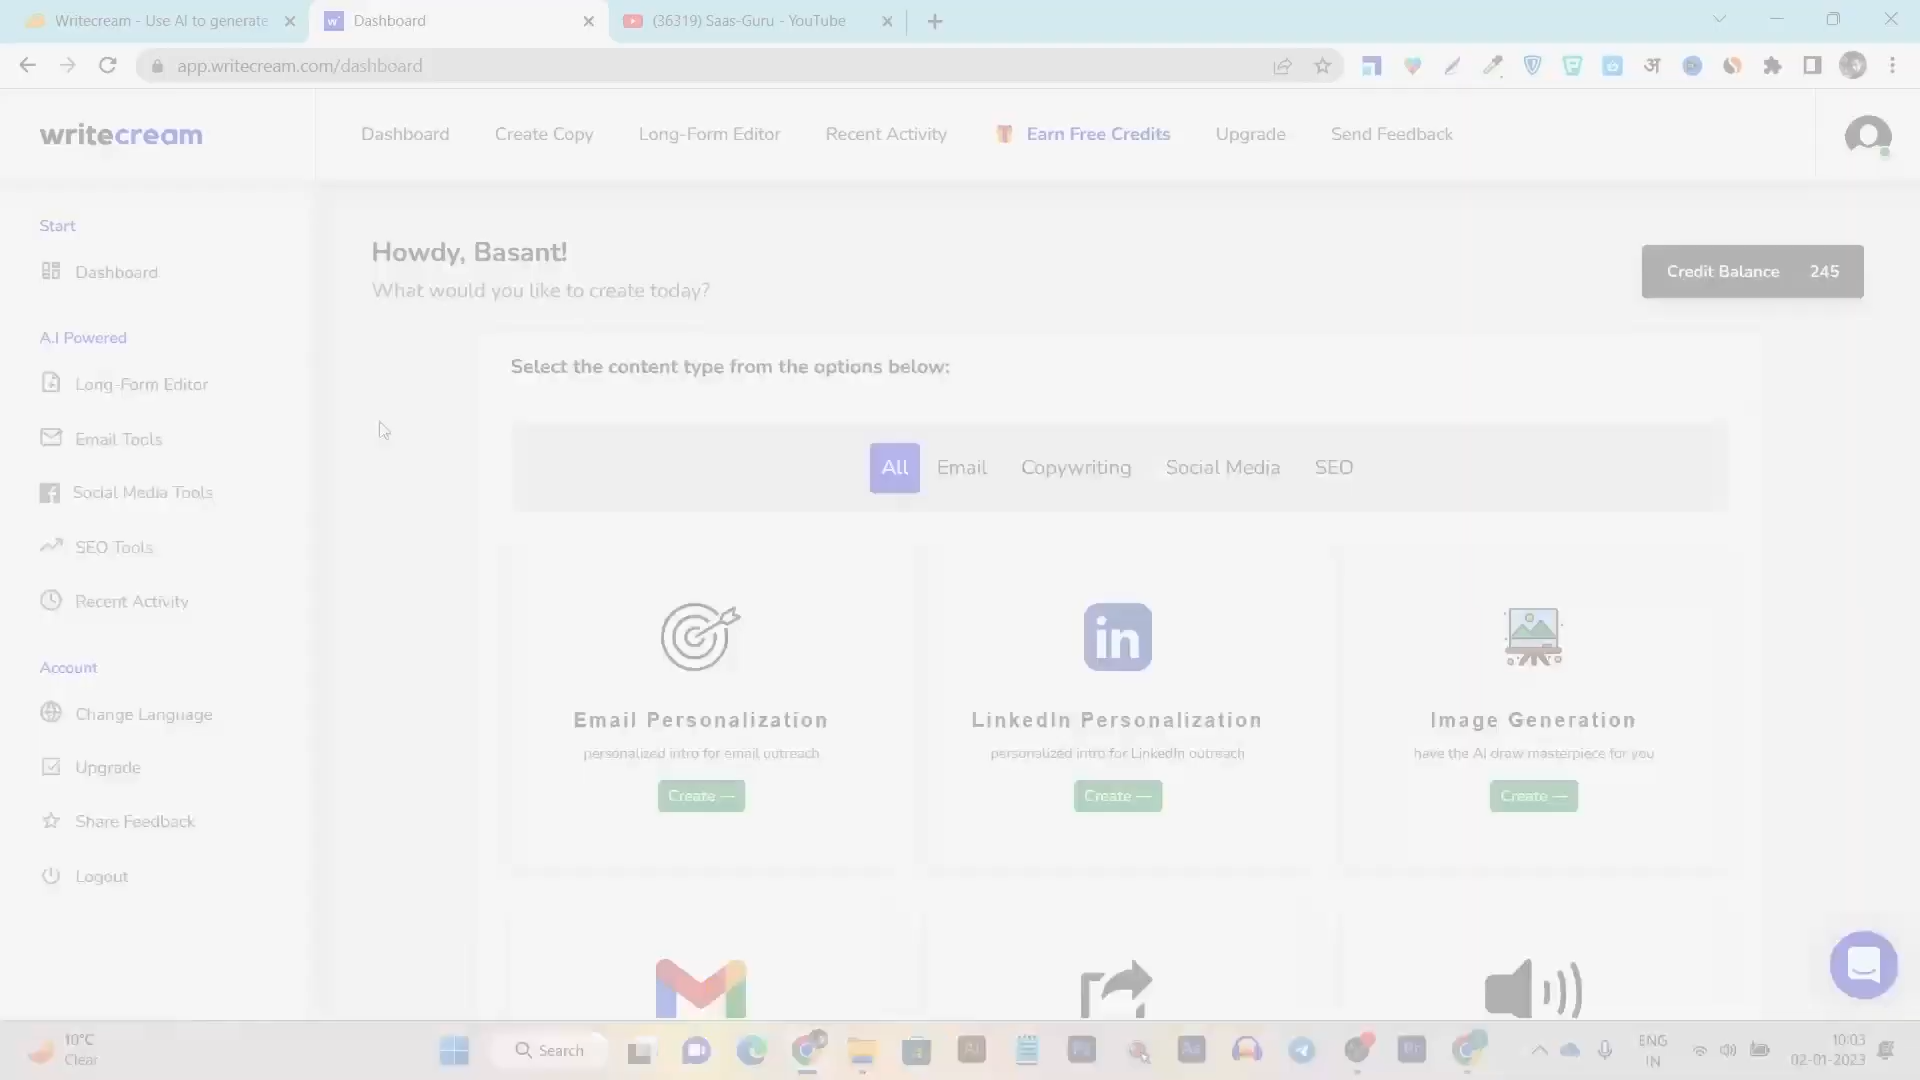 Writecream - Use AI to generate
Dashboard
(36319) Saas-Guru - YouTube
app.writecream.com/dashboard
writecream
Dashboard
Create Copy
Long-Form Editor
Recent Activity
Earn Free Credits
Upgrade
Send Feedback
Start
Dashboard
A.I Powered
Long-Form Editor
Email Tools
Social Media Tools
SEO Tools
Recent Activity
Account
Change Language
Upgrade
Share Feedback
Logout
Howdy, Basant!
What would you like to create today?
Credit Balance 245
Select the content type from the options below:
All Email Copywriting Social Media SEO
Email Personalization
personalized intro for email outreach
Create —
LinkedIn Personalization
personalized intro for LinkedIn outreach
Create —
Image Generation
have the AI draw masterpiece for you
Create —
in
10°C
Clear
Search
ENG
IN
10:03
02-01-2023